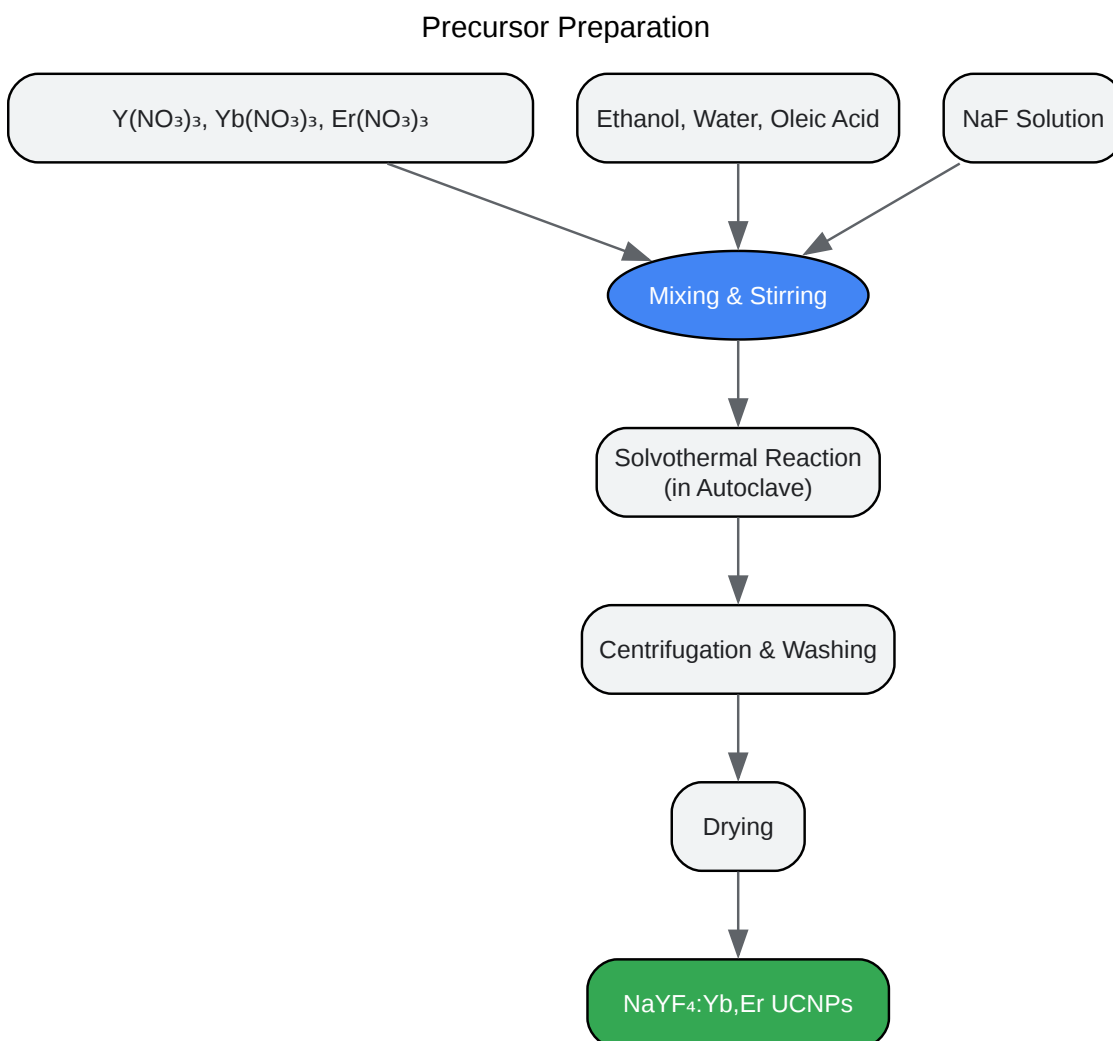 Precursor Preparation
Y(NO₃)₃, Yb(NO₃)₃, Er(NO₃)₃
Ethanol, Water, Oleic Acid
NaF Solution
Mixing & Stirring
Solvothermal Reaction
(in Autoclave)
Centrifugation & Washing
Drying
NaYF₄:Yb,Er UCNPs